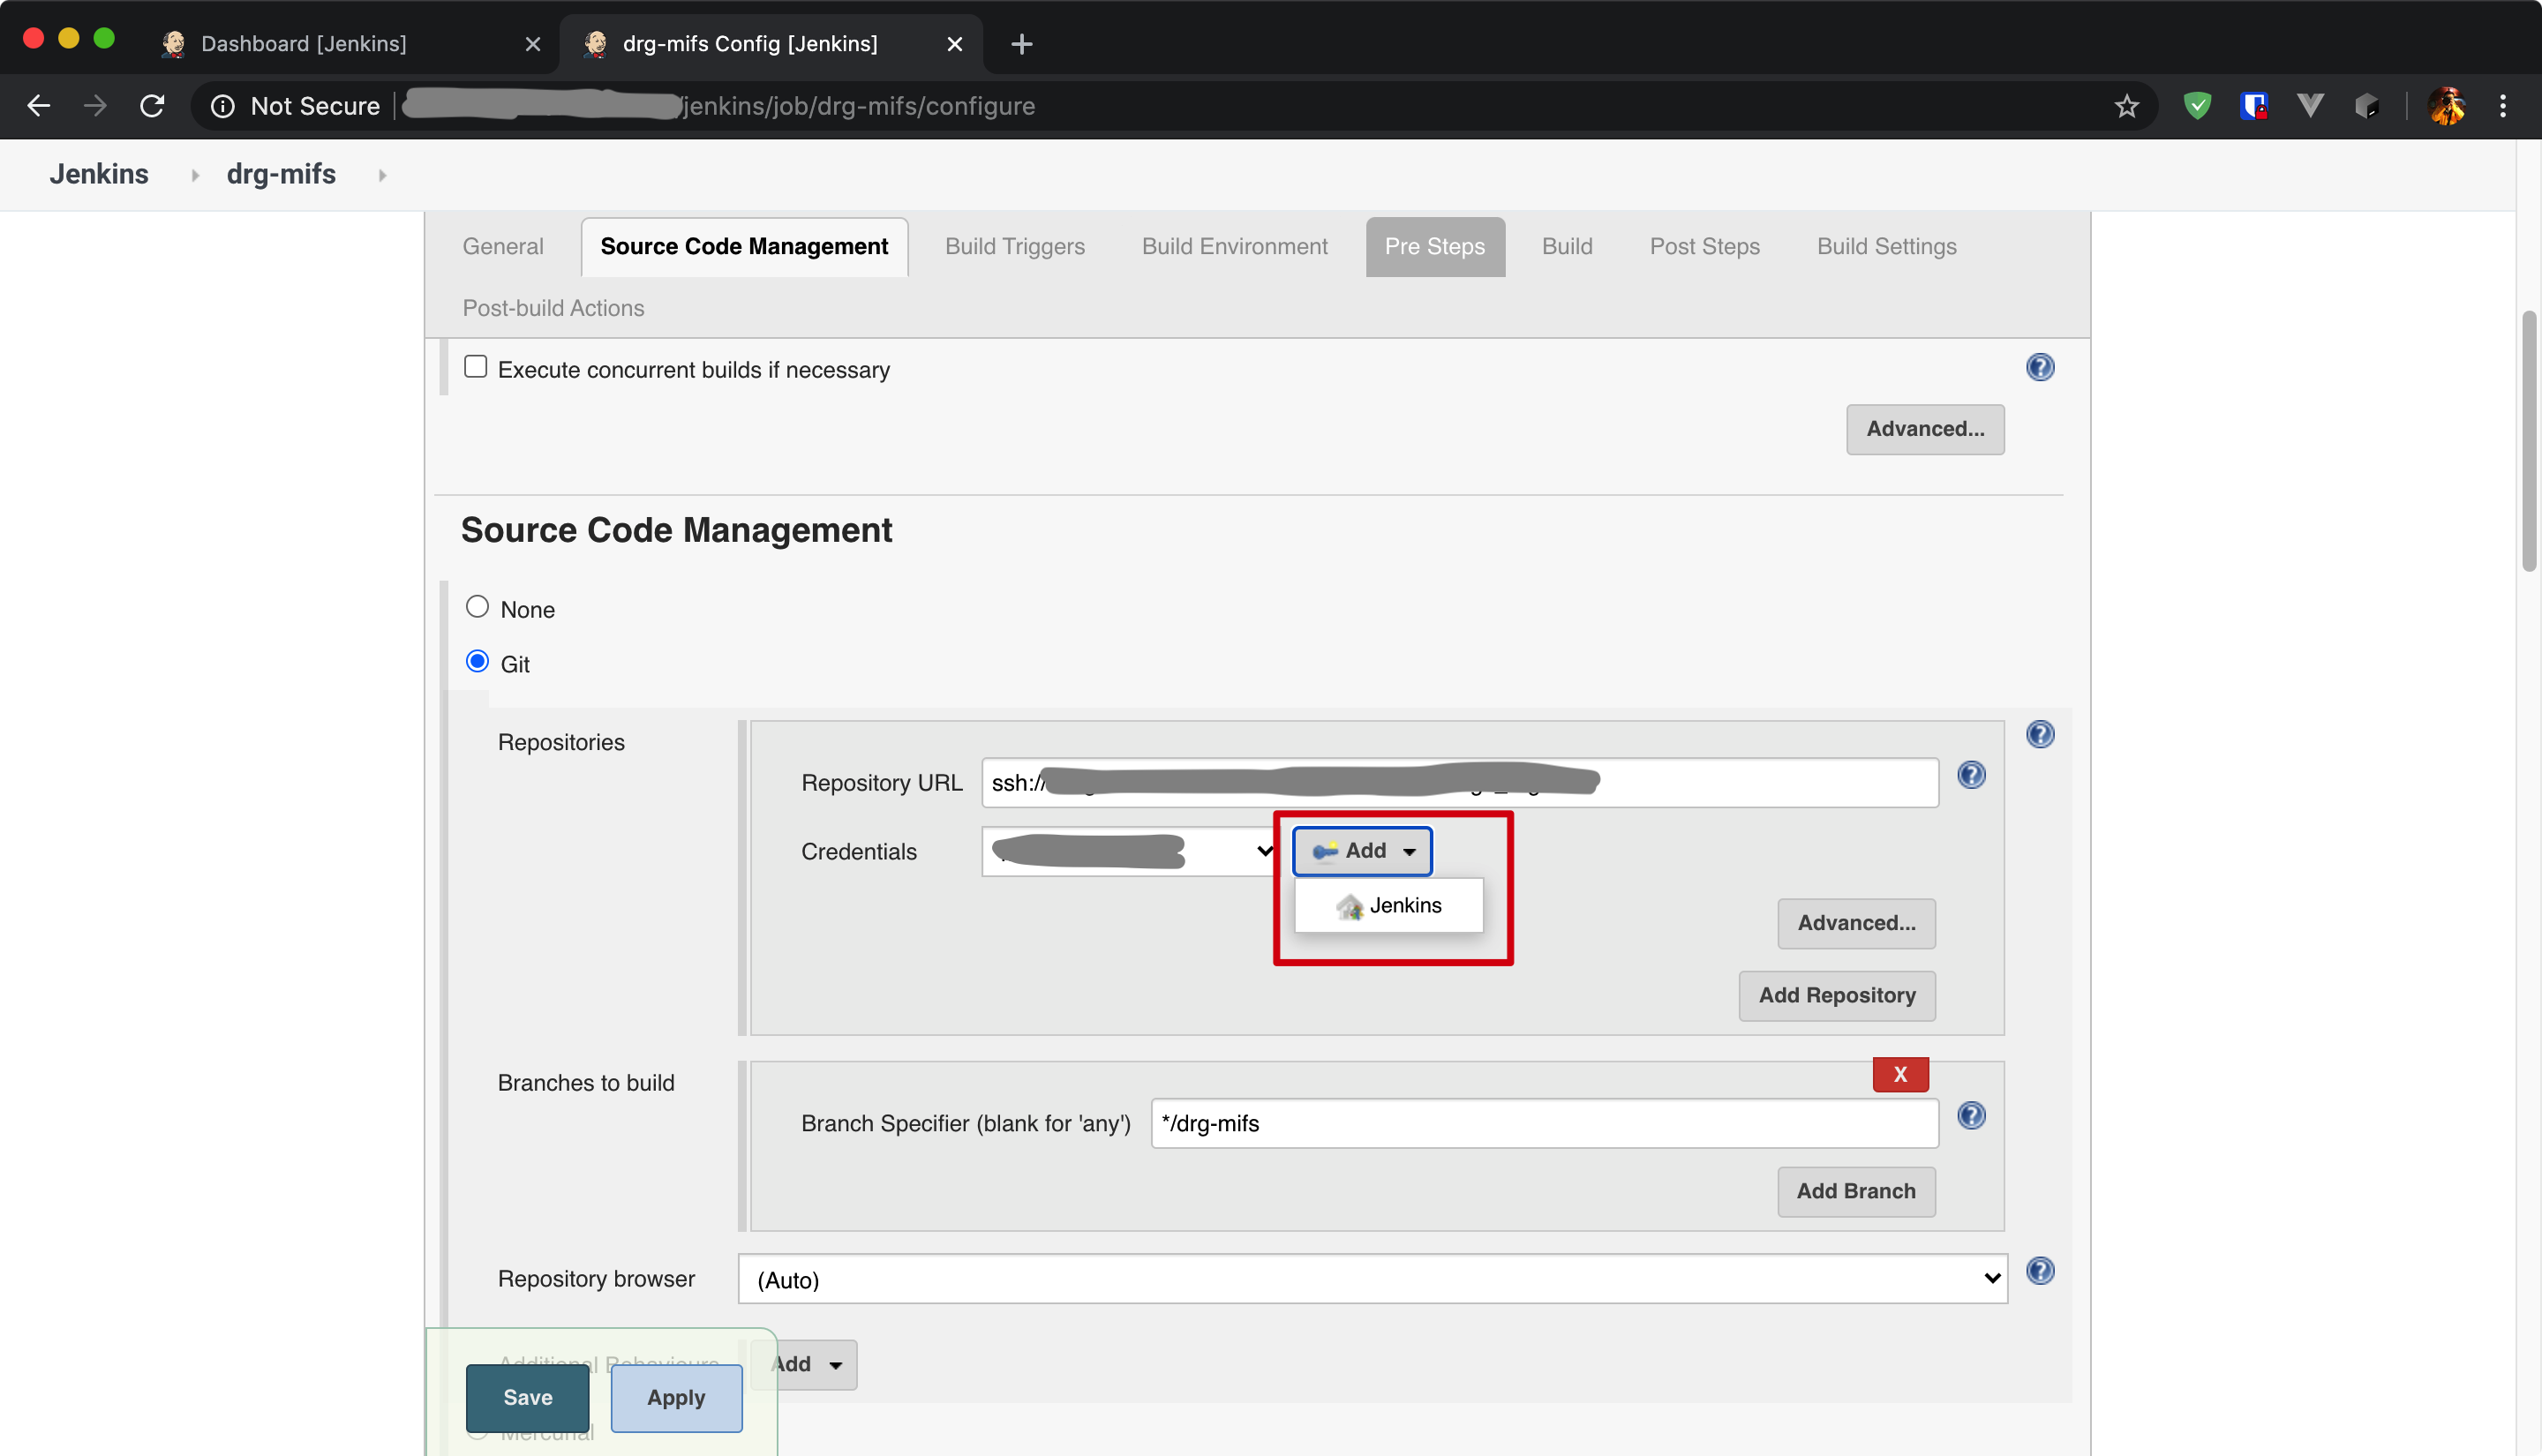 Dashboard [Jenkins]
drg-mifs Config [Jenkins]
Not Secure
/jenkins/job/drg-mifs/configure
Jenkins
drg-mifs
General
Source Code Management
Build Triggers
Build Environment
Pre Steps
Build
Post Steps
Build Settings
Post-build Actions
Execute concurrent builds if necessary
Advanced...
Source Code Management
None
Git
Repositories
Repository URL
ssh://
Credentials
Add
Jenkins
Advanced...
Add Repository
Branches to build
X
Branch Specifier (blank for 'any')
*/drg-mifs
Add Branch
Repository browser
(Auto)
Additional Behaviours
Add
Save
Apply
Mercurial